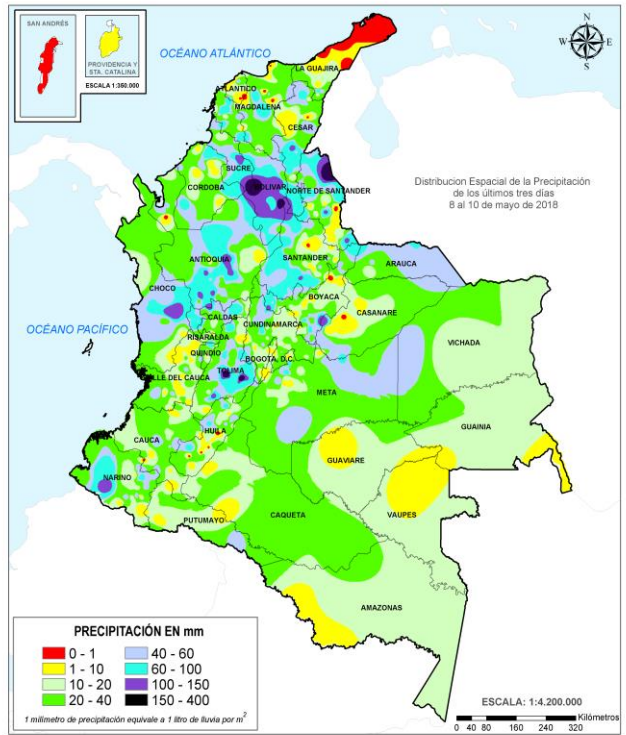 SAN ANDRÉS
PROVIDENCIA Y
STA. CATALINA
ESCALA 1:350.000
OCÉANO ATLÁNTICO
N
W
E
S
LA GUAJIRA
ATLANTICO
MAGDALENA
CESAR
SUCRE
CORDOBA
BOLIVAR
NORTE DE SANTANDER
Distribucion Espacial de la Precipitación
de los últimos tres días
8 al 10 de mayo de 2018
ANTIOQUIA
SANTANDER
ARAUCA
CHOCO
BOYACA
CASANARE
OCÉANO PACÍFICO
CALDAS
CUNDINAMARCA
RISARALDA
VICHADA
QUINDIO
BOGOTA, D.C.
TOLIMA
VALLE DEL CAUCA
META
GUAINIA
HUILA
CAUCA
GUAVIARE
NARIÑO
PUTUMAYO
CAQUETA
VAUPES
AMAZONAS
PRECIPITACIÓN EN mm
0 - 1
40 - 60
1 - 10
60 - 100
10 - 20
100 - 150
20 - 40
150 - 400
1 milímetro de precipitación equivale a 1 litro de lluvia por m2
ESCALA: 1:4.200.000
Kilómetros
0 40 80 160 240 320